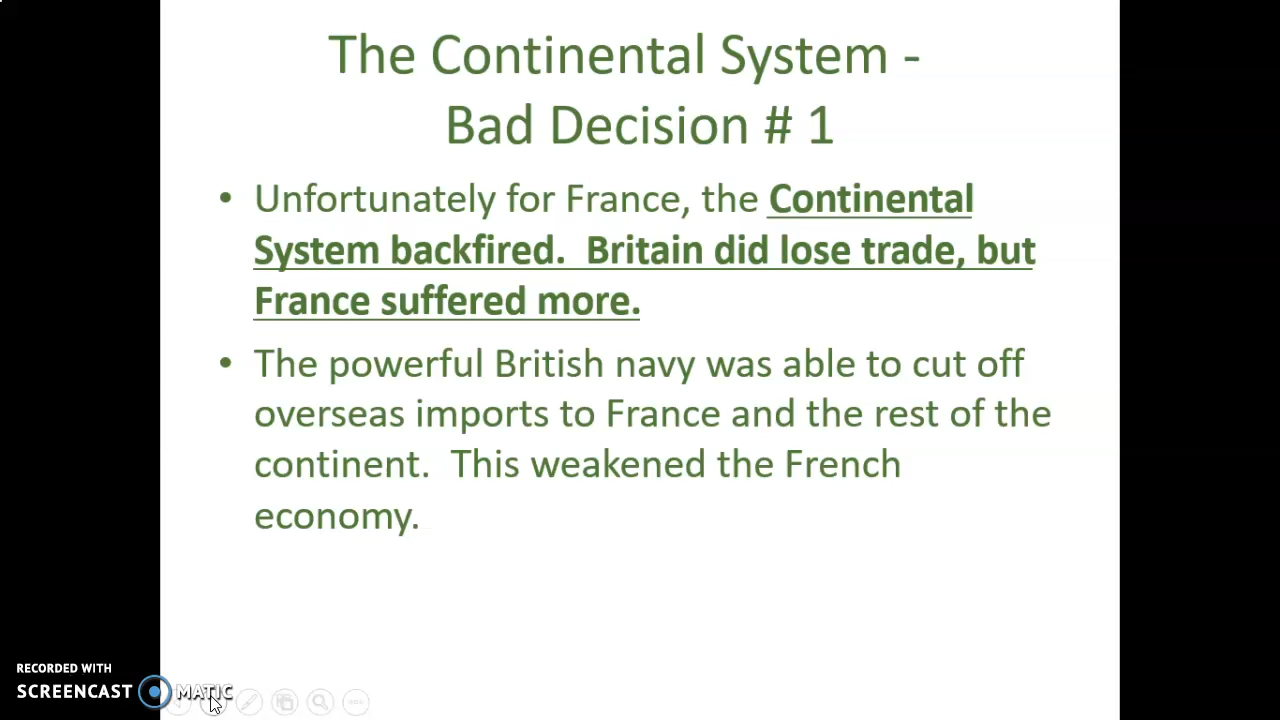 The Continental System -
Bad Decision # 1
• Unfortunately for France, the Continental
System backfired.  Britain did lose trade, but
France suffered more.
• The powerful British navy was able to cut off
overseas imports to France and the rest of the
continent.  This weakened the French
economy.
RECORDED WITH
SCREENCAST MATIC